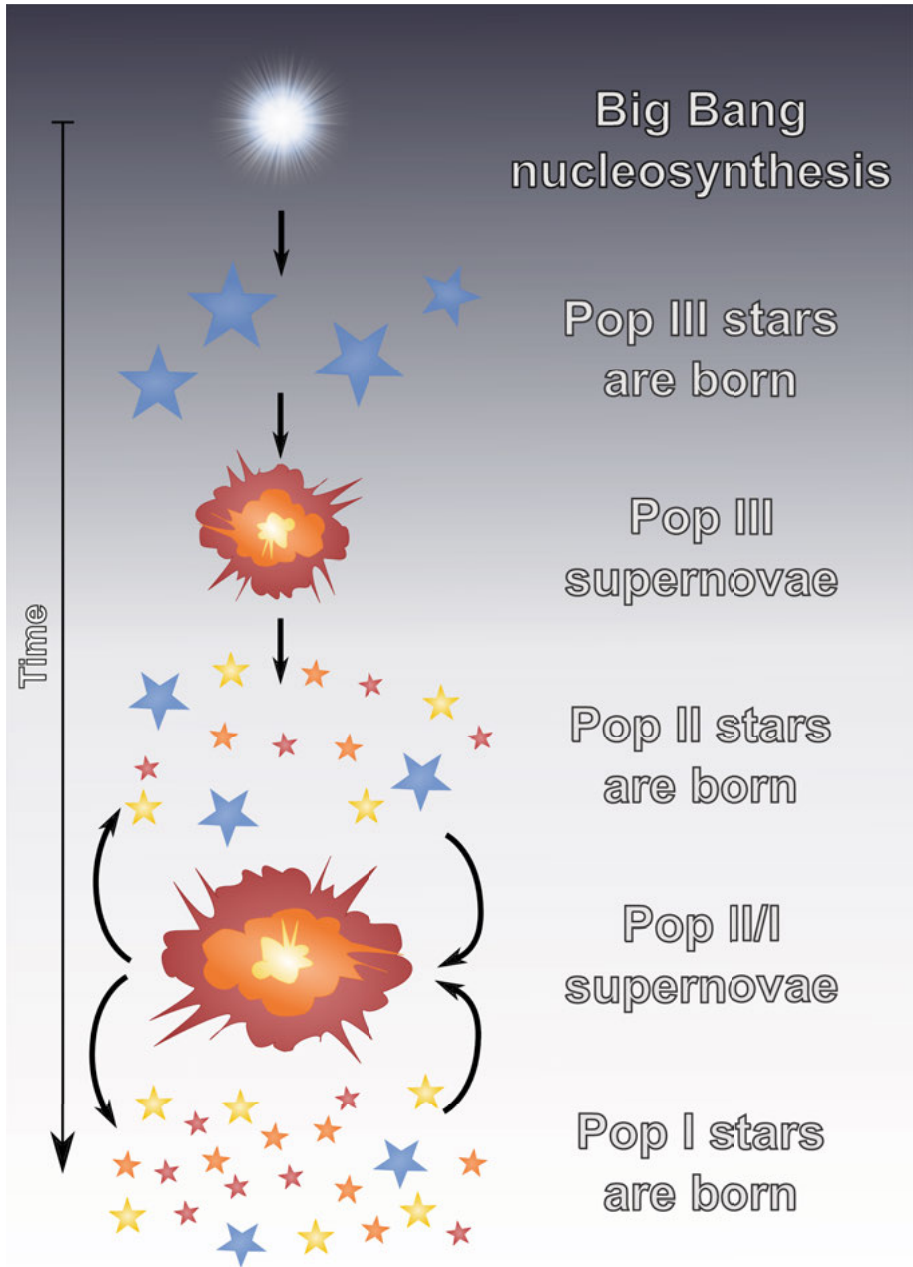 Big Bang
nucleosynthesis
Pop III stars
are born
Pop III
supernovae
Time
Pop II stars
are born
Pop II/I
supernovae
Pop I stars
are born